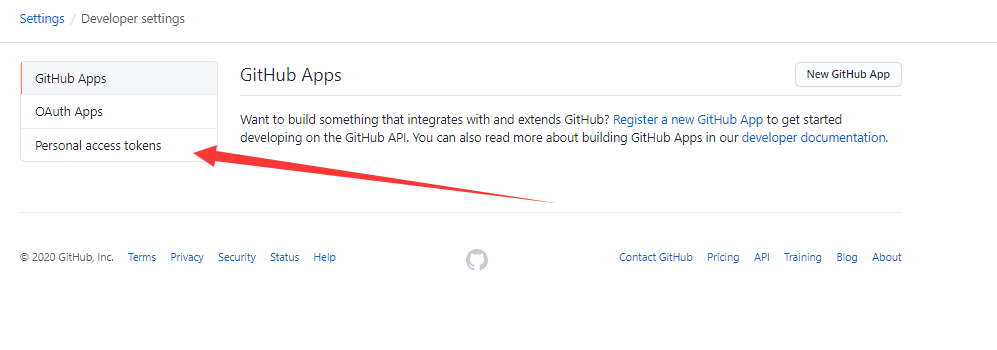 Settings / Developer settings
GitHub Apps
OAuth Apps
Personal access tokens
GitHub Apps
New GitHub App
Want to build something that integrates with and extends GitHub? Register a new GitHub App to get started
developing on the GitHub API. You can also read more about building GitHub Apps in our developer documentation.
© 2020 GitHub, Inc. Terms Privacy Security Status Help
Contact GitHub Pricing API Training Blog About